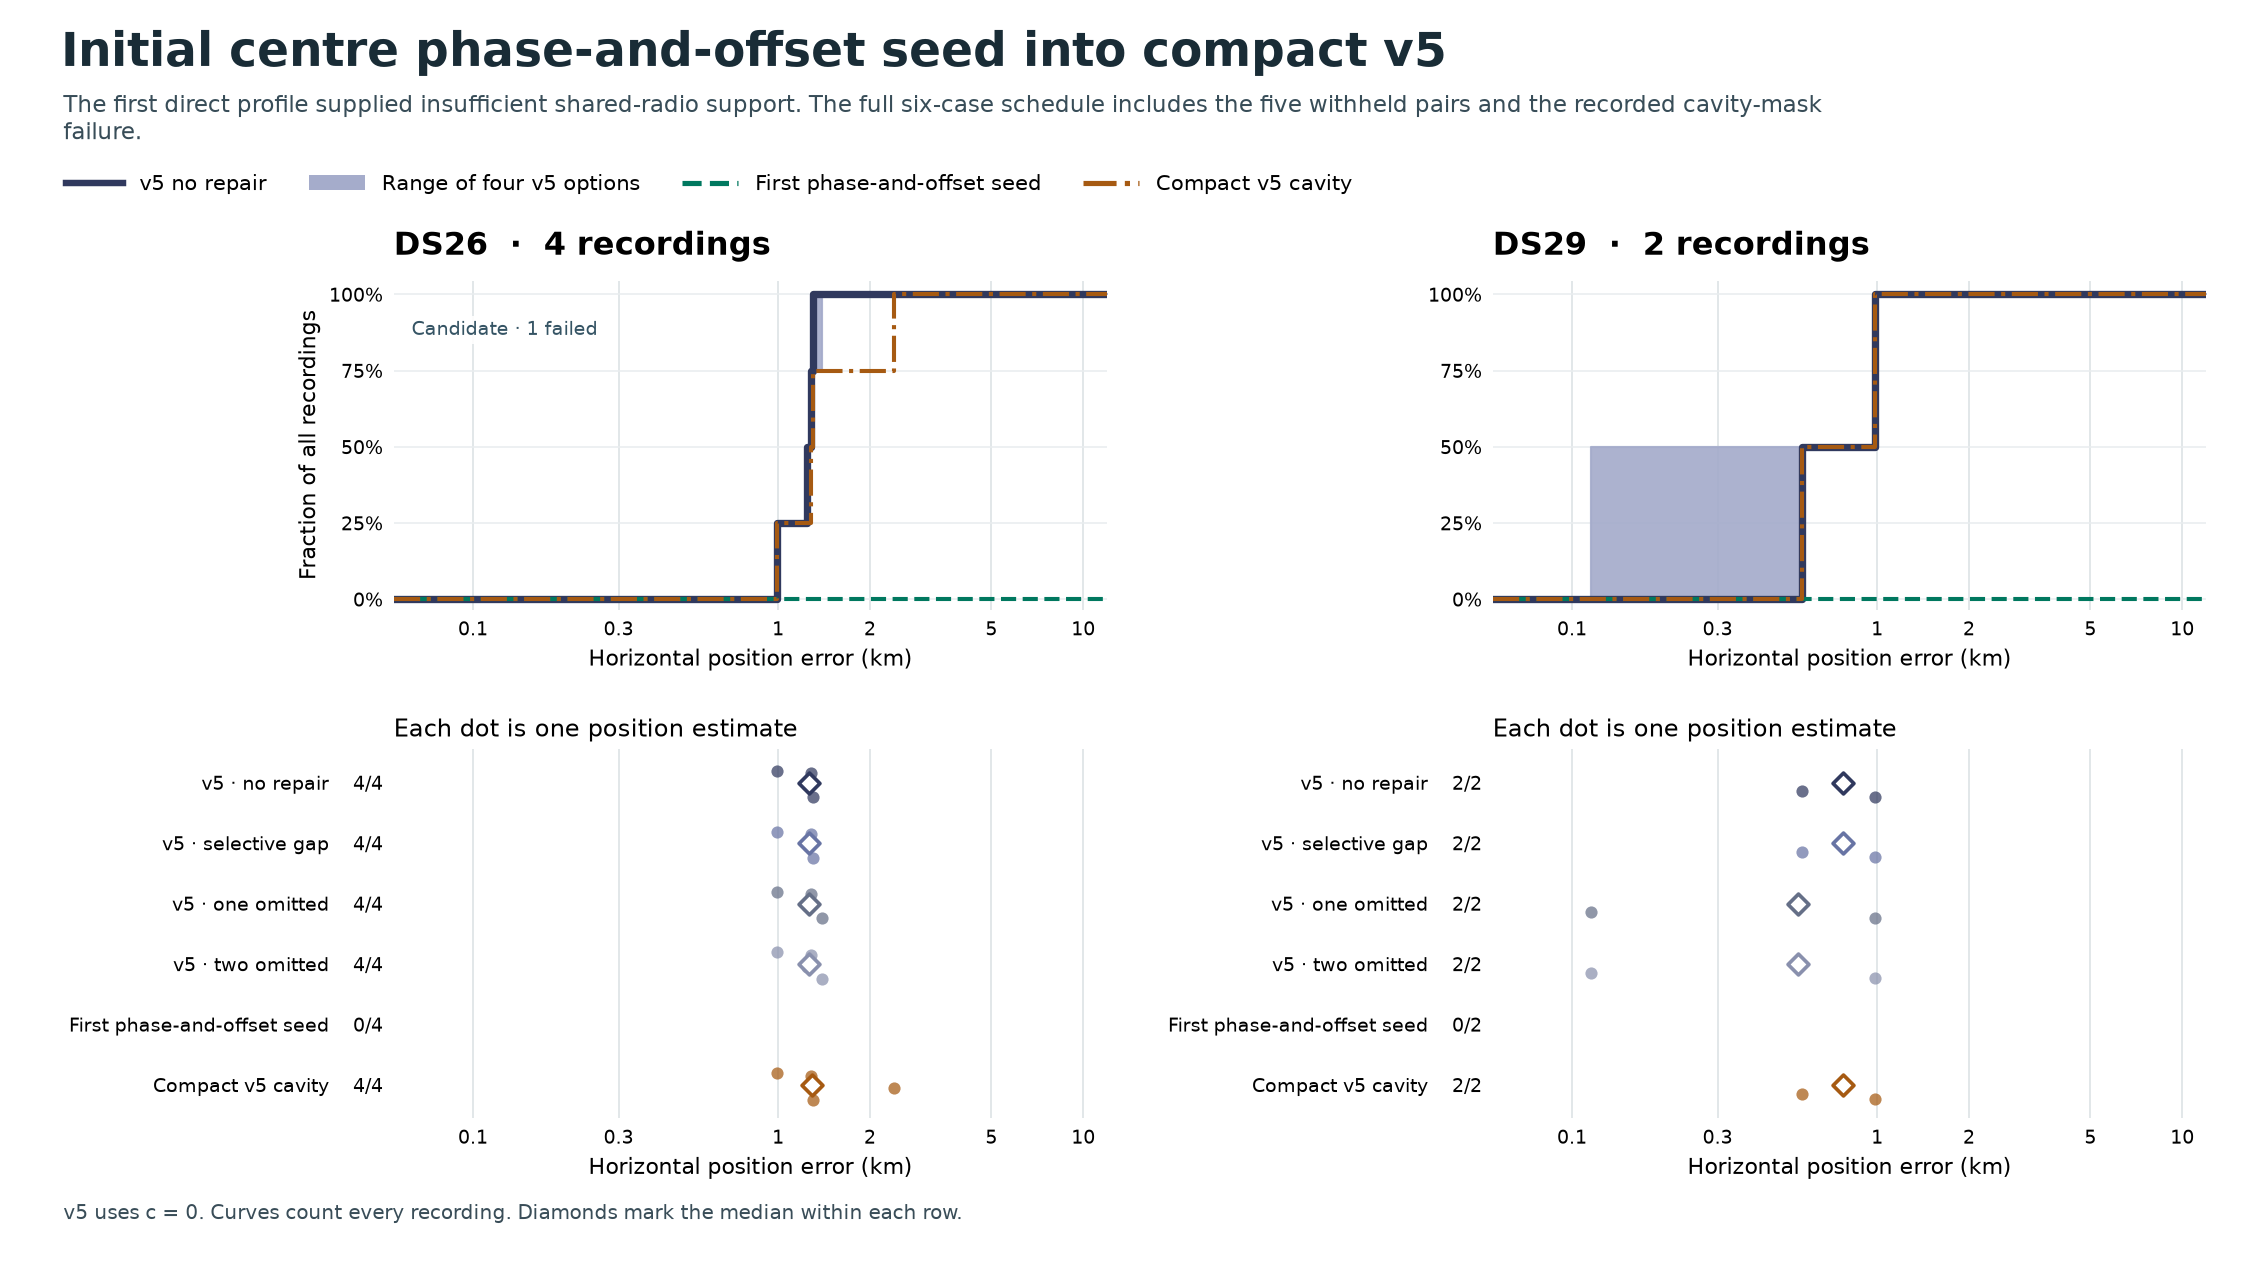 Initial centre phase-and-offset seed into compact v5
The first direct profile supplied insufficient shared-radio support. The full six-case schedule includes the five withheld pairs and the recorded cavity-mask
failure.
v5 no repair
Range of four v5 options
First phase-and-offset seed
Compact v5 cavity
DS26 · 4 recordings
Fraction of all recordings
100%
75%
50%
25%
0%
Candidate · 1 failed
0.1 0.3 1 2 5 10
Horizontal position error (km)
DS29 · 2 recordings
100%
75%
50%
25%
0%
0.1 0.3 1 2 5 10
Horizontal position error (km)
Each dot is one position estimate
v5 · no repair 4/4
v5 · selective gap 4/4
v5 · one omitted 4/4
v5 · two omitted 4/4
First phase-and-offset seed 0/4
Compact v5 cavity 4/4
0.1 0.3 1 2 5 10
Horizontal position error (km)
Each dot is one position estimate
v5 · no repair 2/2
v5 · selective gap 2/2
v5 · one omitted 2/2
v5 · two omitted 2/2
First phase-and-offset seed 0/2
Compact v5 cavity 2/2
0.1 0.3 1 2 5 10
Horizontal position error (km)
v5 uses c = 0. Curves count every recording. Diamonds mark the median within each row.